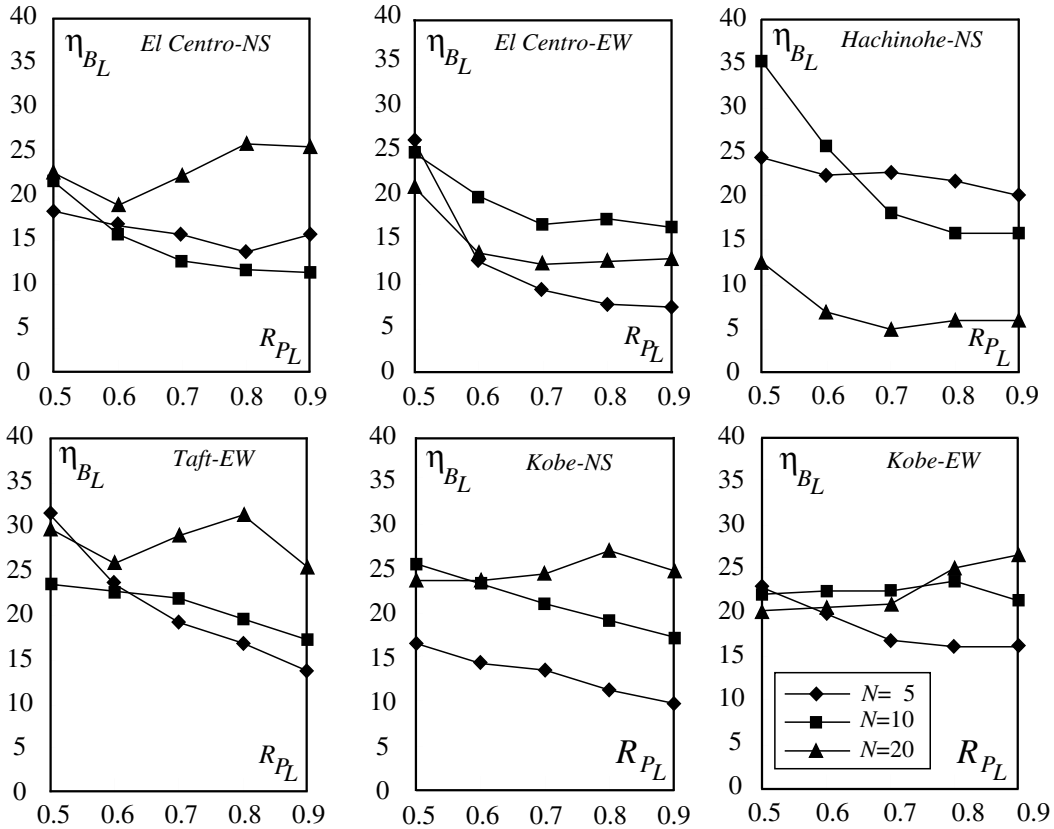 40
35
30
25
20
15
10
5
0
η_{B_L}
El Centro-NS
R_{P_L}
0.5 0.6 0.7 0.8 0.9
40
35
30
25
20
15
10
5
0
η_{B_L}
El Centro-EW
R_{P_L}
0.5 0.6 0.7 0.8 0.9
40
35
30
25
20
15
10
5
0
η_{B_L}
Hachinohe-NS
R_{P_L}
0.5 0.6 0.7 0.8 0.9
40
35
30
25
20
15
10
5
0
η_{B_L}
Taft-EW
R_{P_L}
0.5 0.6 0.7 0.8 0.9
40
35
30
25
20
15
10
5
0
η_{B_L}
Kobe-NS
R_{P_L}
0.5 0.6 0.7 0.8 0.9
40
35
30
25
20
15
10
5
0
η_{B_L}
Kobe-EW
N= 5
N=10
N=20
R_{P_L}
0.5 0.6 0.7 0.8 0.9